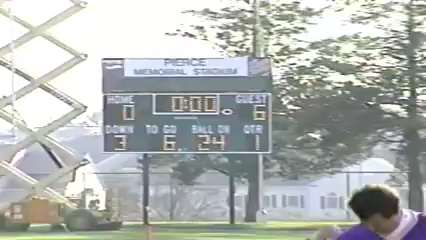 PIERCE
MEMORIAL STADIUM
HOME 0:00 GUEST
0 6
DOWN TO GO BALL ON QTR
3 6 24 1